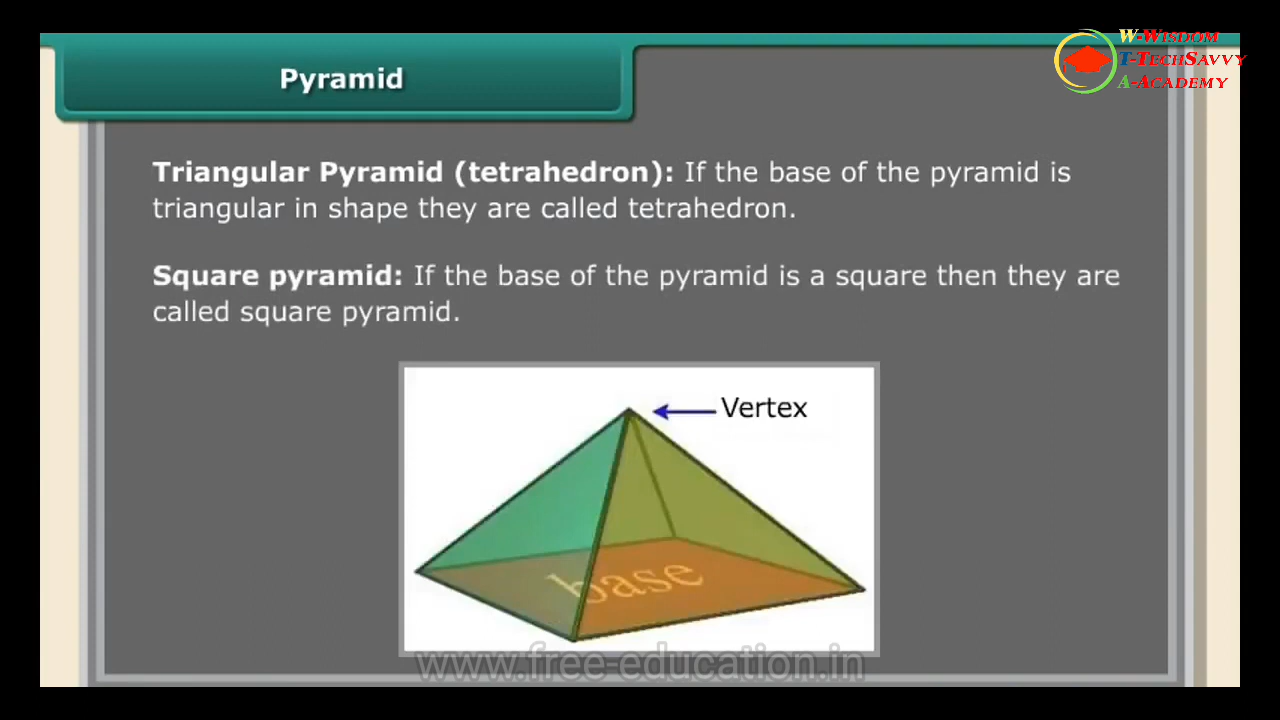 W-Wisdom
T-TechSavvy
A-Academy
Pyramid
Triangular Pyramid (tetrahedron): If the base of the pyramid is
triangular in shape they are called tetrahedron.
Square pyramid: If the base of the pyramid is a square then they are
called square pyramid.
Vertex
base
www.free-education.in